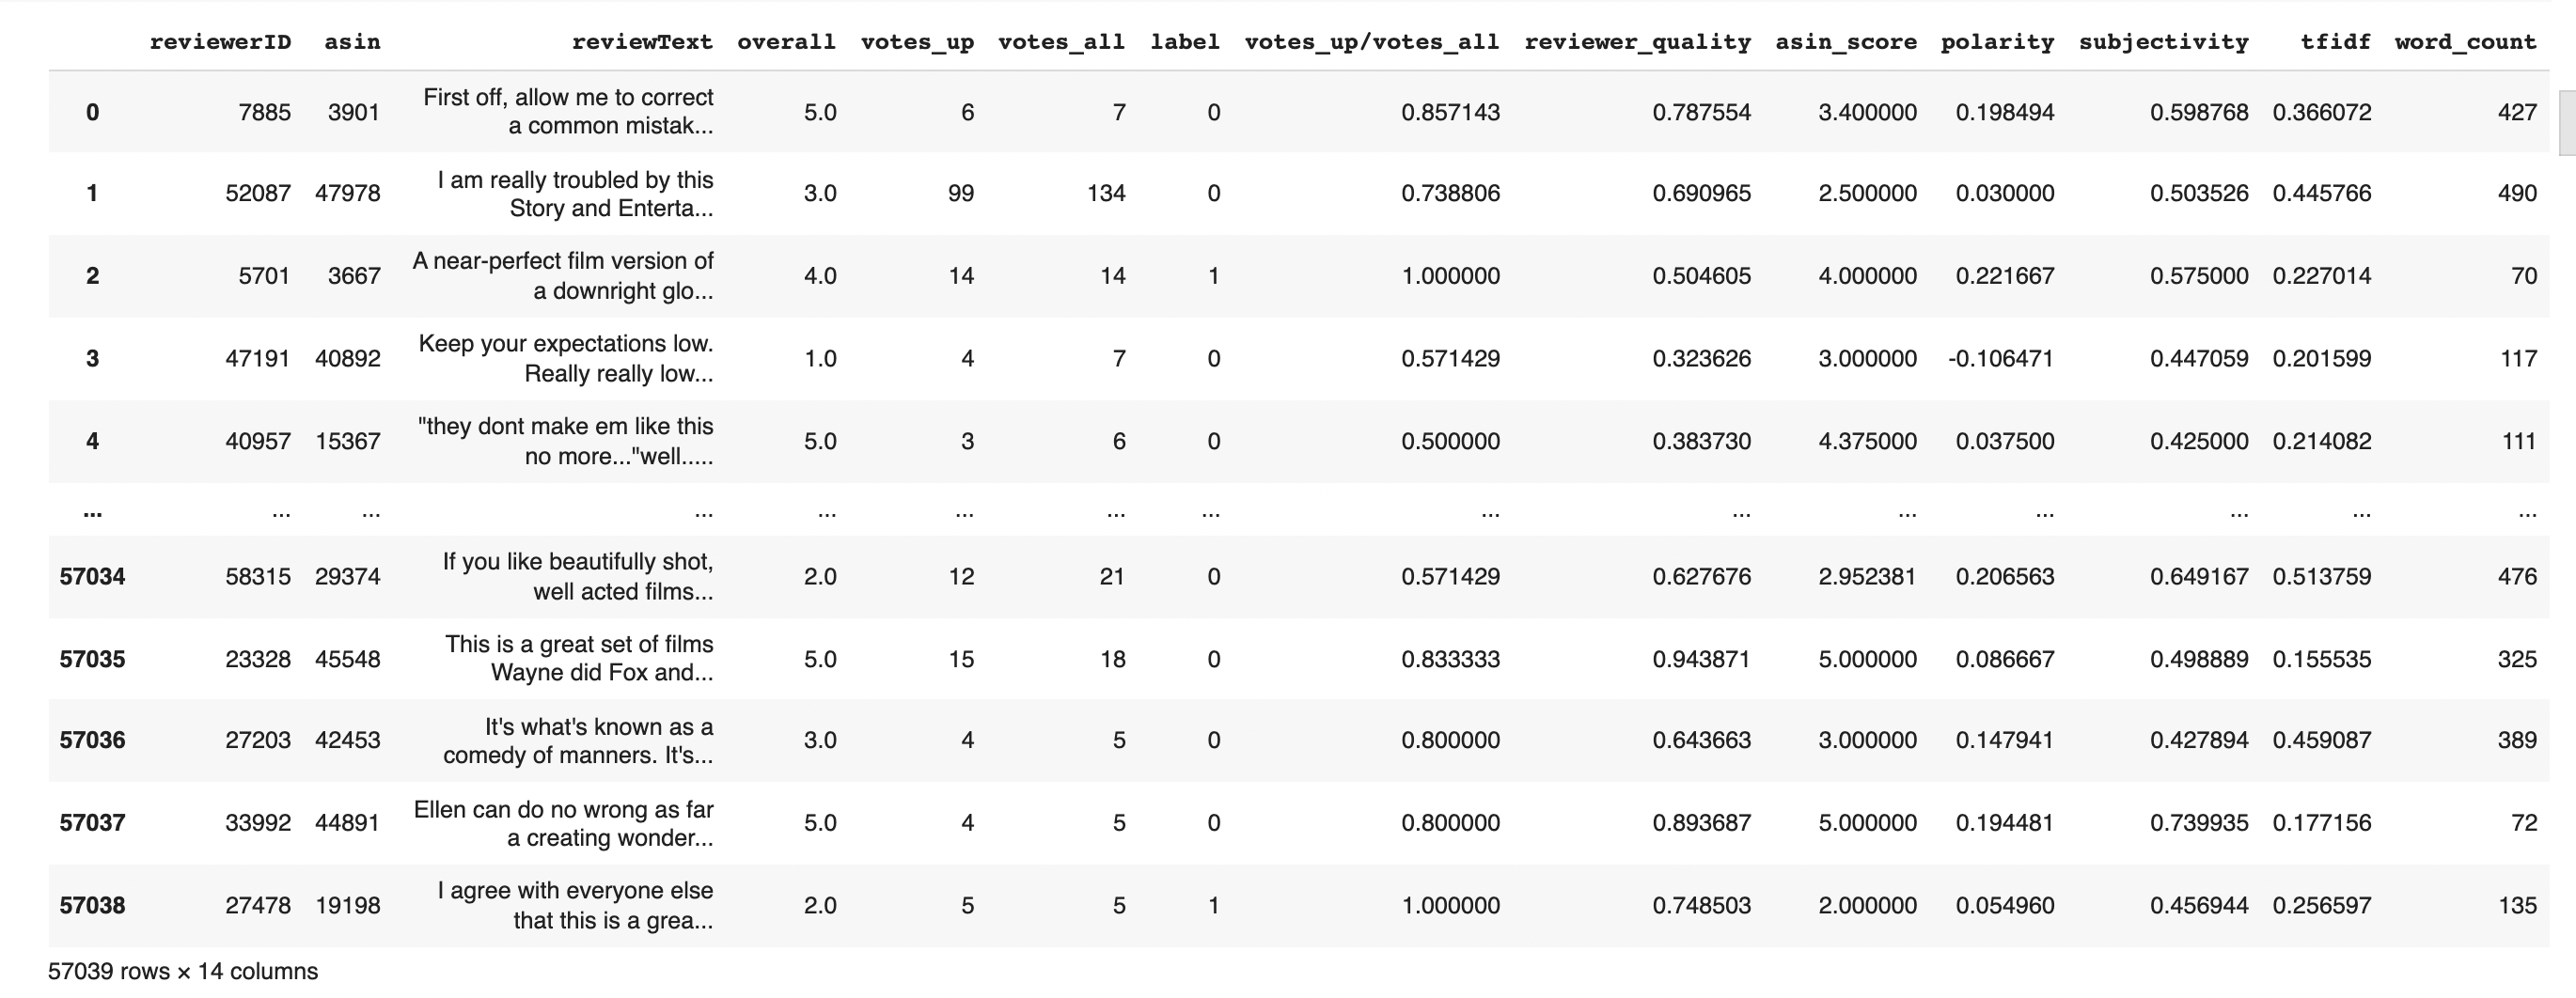 reviewerID asin reviewText overall votes_up votes_all label votes_up/votes_all reviewer_quality asin_score polarity subjectivity tfidf word_count
0 7885 3901 First off, allow me to correct a common mistak... 5.0 6 7 0 0.857143 0.787554 3.400000 0.198494 0.598768 0.366072 427
1 52087 47978 I am really troubled by this Story and Enterta... 3.0 99 134 0 0.738806 0.690965 2.500000 0.030000 0.503526 0.445766 490
2 5701 3667 A near-perfect film version of a downright glo... 4.0 14 14 1 1.000000 0.504605 4.000000 0.221667 0.575000 0.227014 70
3 47191 40892 Keep your expectations low. Really really low... 1.0 4 7 0 0.571429 0.323626 3.000000 -0.106471 0.447059 0.201599 117
4 40957 15367 "they dont make em like this no more..."well..... 5.0 3 6 0 0.500000 0.383730 4.375000 0.037500 0.425000 0.214082 111
... ... ... ... ... ... ... ... ... ... ... ... ... ... ...
57034 58315 29374 If you like beautifully shot, well acted films... 2.0 12 21 0 0.571429 0.627676 2.952381 0.206563 0.649167 0.513759 476
57035 23328 45548 This is a great set of films Wayne did Fox and... 5.0 15 18 0 0.833333 0.943871 5.000000 0.086667 0.498889 0.155535 325
57036 27203 42453 It's what's known as a comedy of manners. It's... 3.0 4 5 0 0.800000 0.643663 3.000000 0.147941 0.427894 0.459087 389
57037 33992 44891 Ellen can do no wrong as far a creating wonder... 5.0 4 5 0 0.800000 0.893687 5.000000 0.194481 0.739935 0.177156 72
57038 27478 19198 I agree with everyone else that this is a grea... 2.0 5 5 1 1.000000 0.748503 2.000000 0.054960 0.456944 0.256597 135
57039 rows × 14 columns